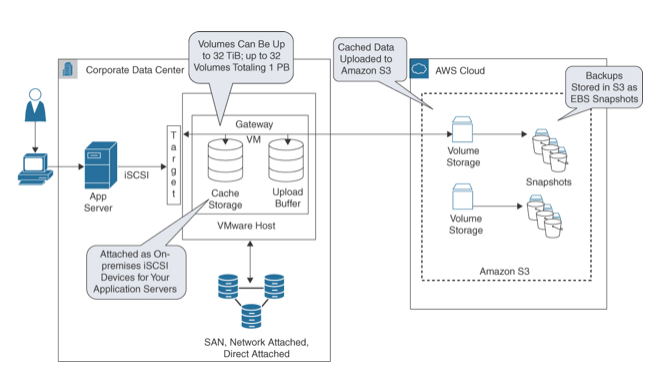 Volumes Can Be Up
to 32 TiB; up to 32
Volumes Totaling 1 PB
Cached Data
Uploaded to
Amazon S3
Corporate Data Center
AWS Cloud
Backups
Stored in S3 as
EBS Snapshots
Target
Gateway
VM
iSCSI
App
Server
Cache
Storage
Upload
Buffer
VMware Host
Volume
Storage
Snapshots
Volume
Storage
Amazon S3
Attached as On-
premises iSCSI
Devices for Your
Application Servers
SAN, Network Attached,
Direct Attached